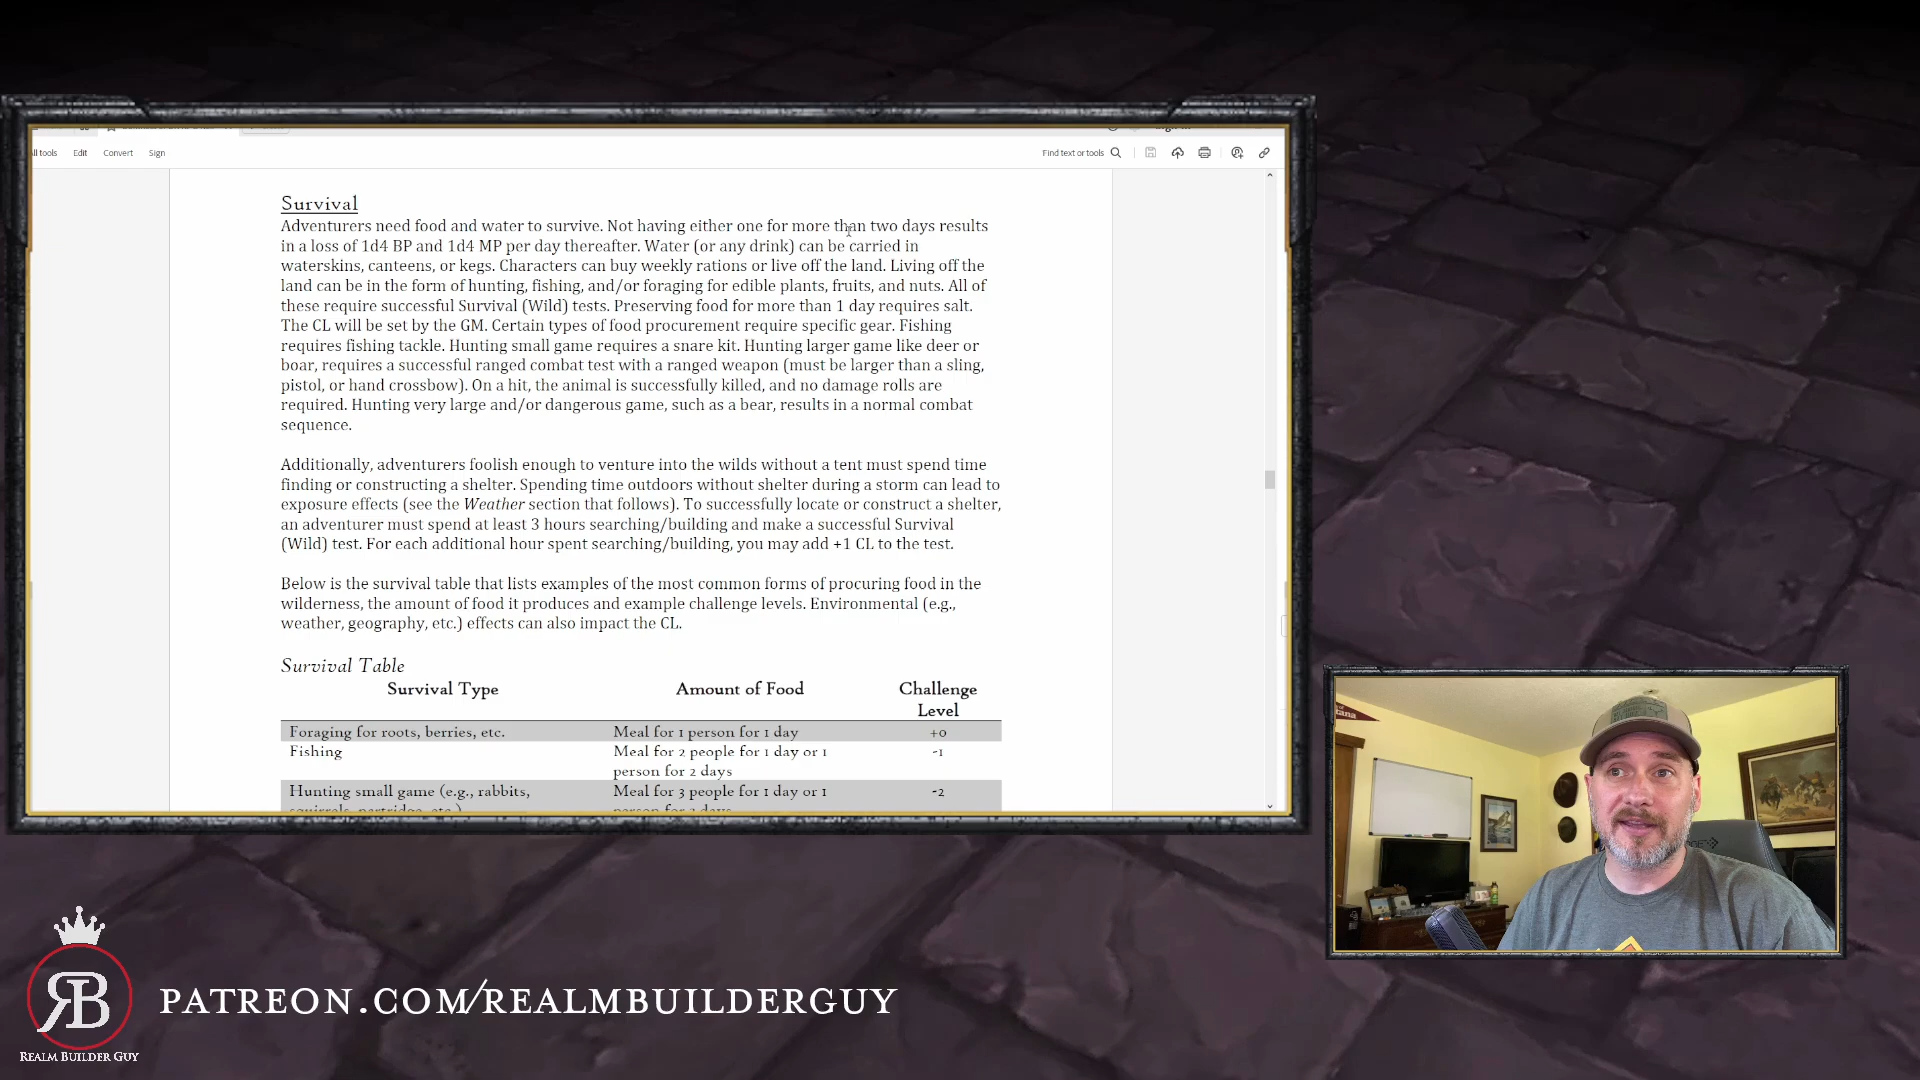 ll tools Edit Convert Sign Find text or tools
Survival
Adventurers need food and water to survive. Not having either one for more than two days results
in a loss of 1d4 BP and 1d4 MP per day thereafter. Water (or any drink) can be carried in
waterskins, canteens, or kegs. Characters can buy weekly rations or live off the land. Living off the
land can be in the form of hunting, fishing, and/or foraging for edible plants, fruits, and nuts. All of
these require successful Survival (Wild) tests. Preserving food for more than 1 day requires salt.
The CL will be set by the GM. Certain types of food procurement require specific gear. Fishing
requires fishing tackle. Hunting small game requires a snare kit. Hunting larger game like deer or
boar, requires a successful ranged combat test with a ranged weapon (must be larger than a sling,
pistol, or hand crossbow). On a hit, the animal is successfully killed, and no damage rolls are
required. Hunting very large and/or dangerous game, such as a bear, results in a normal combat
sequence.
Additionally, adventurers foolish enough to venture into the wilds without a tent must spend time
finding or constructing a shelter. Spending time outdoors without shelter during a storm can lead to
exposure effects (see the Weather section that follows). To successfully locate or construct a shelter,
an adventurer must spend at least 3 hours searching/building and make a successful Survival
(Wild) test. For each additional hour spent searching/building, you may add +1 CL to the test.
Below is the survival table that lists examples of the most common forms of procuring food in the
wilderness, the amount of food it produces and example challenge levels. Environmental (e.g.,
weather, geography, etc.) effects can also impact the CL.
Survival Table
Survival Type Amount of Food Challenge
Level
Foraging for roots, berries, etc. Meal for 1 person for 1 day +0
Fishing Meal for 2 people for 1 day or 1 -1
person for 2 days
Hunting small game (e.g., rabbits, Meal for 3 people for 1 day or 1 -2
RB
REALM BUILDER GUY
PATREON.COM/REALMBUILDERGUY